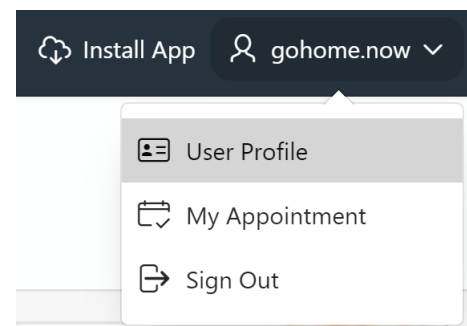 Install App gohome.now
User Profile
My Appointment
Sign Out